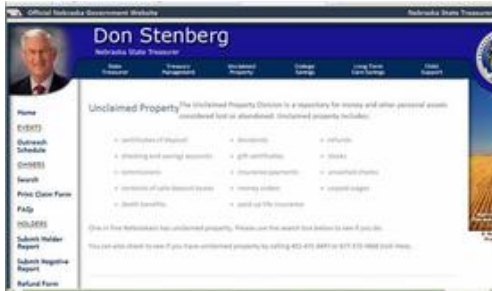 Official Nebraska Government Website
Nebraska State Treasurer
Don Stenberg
Nebraska State Treasurer
State Treasurer
Treasury Management
Unclaimed Property
College Savings
Long Term Care Savings
Child Support
Home
EVENTS
Outreach
Schedule
OWNERS
Search
Print Claim Form
FAQs
HOLDERS
Submit Holder
Report
Submit Negative
Report
Refund Form
Unclaimed Property
The Unclaimed Property Division is a repository for money and other personal assets
considered lost or abandoned. Unclaimed property includes:
certificates of deposit
dividends
refunds
checking and savings accounts
gift certificates
stocks
commissions
insurance payments
uncashed checks
contents of safe deposit boxes
money orders
unpaid wages
death benefits
paid-up life insurance
One in five Nebraskans has unclaimed property. Please use the search link below to see if you do.
You can also check to see if you have unclaimed property by calling